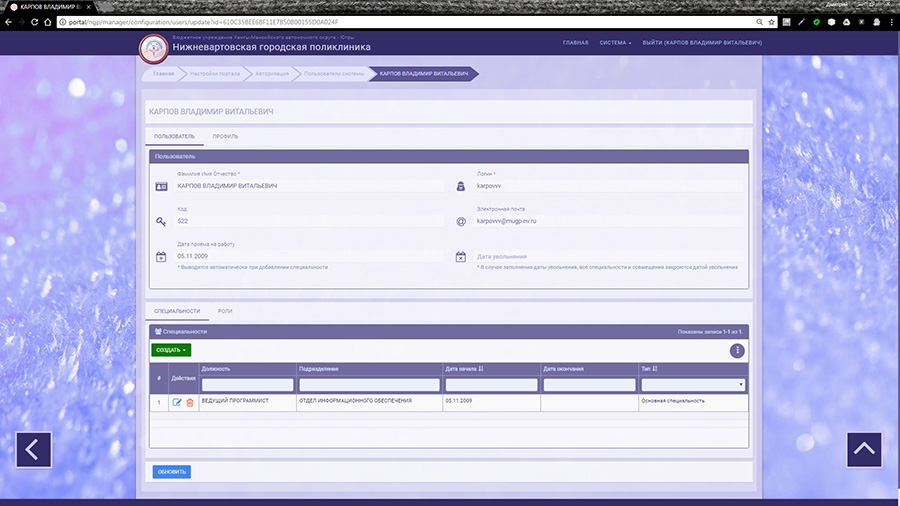 КАРПОВ ВЛАДИМИР ВИ
Дмитрий
portal/ngp/manager/configuration/users/update?id=610C35BEE6BF11E7850B00155D0A024F
Бюджетное учреждение Ханты-Мансийского автономного округа - Югры
Нижневартовская городская поликлиника
ГЛАВНАЯ
СИСТЕМА
ВЫЙТИ (КАРПОВ ВЛАДИМИР ВИТАЛЬЕВИЧ)
Главная
Настройки портала
Авторизация
Пользователи системы
КАРПОВ ВЛАДИМИР ВИТАЛЬЕВИЧ
КАРПОВ ВЛАДИМИР ВИТАЛЬЕВИЧ
ПОЛЬЗОВАТЕЛЬ
ПРОФИЛЬ
Пользователь
Фамилия Имя Отчество *
КАРПОВ ВЛАДИМИР ВИТАЛЬЕВИЧ
Логин *
karpovvv
Код
522
Электронная почта
karpovvv@mugp-nv.ru
Дата приема на работу
05.11.2009
* Выводится автоматически при добавлении специальности
Дата увольнения
* В случае заполнения даты увольнения, все специальности и совмещения закроются датой увольнения
СПЕЦИАЛЬНОСТИ
РОЛИ
Специальности
Показаны записи 1-1 из 1.
СОЗДАТЬ
#
Действия
Должность
Подразделение
Дата начала
Дата окончания
Тип
1
ВЕДУЩИЙ ПРОГРАММИСТ
ОТДЕЛ ИНФОРМАЦИОННОГО ОБЕСПЕЧЕНИЯ
05.11.2009
Основная специальность
ОБНОВИТЬ